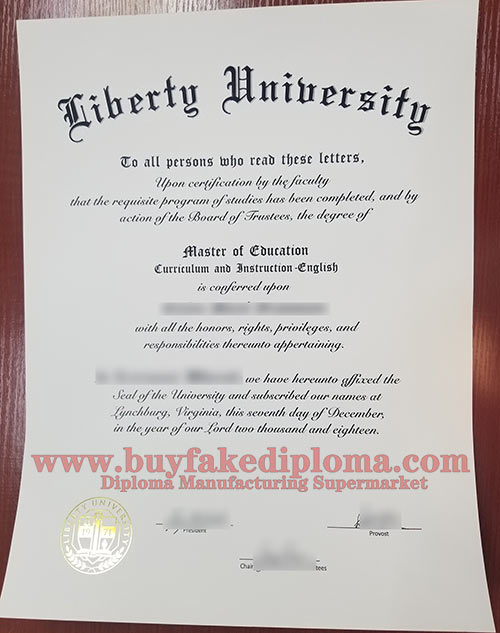 Liberty University
To all persons who read these letters,
Upon certification by the faculty
that the requisite program of studies has been completed, and by
action of the Board of Trustees, the degree of
Master of Education
Curriculum and Instruction-English
is conferred upon
with all the honors, rights, privileges, and
responsibilities thereunto appertaining.
we have hereunto affixed the
Seal of the University and subscribed our names at
Lynchburg, Virginia, this seventh day of December,
in the year of our Lord two thousand and eighteen.
www.buyfakediploma.com
Diploma Manufacturing Supermarket
LIBERTY UNIVERSITY
1971
President
Provost